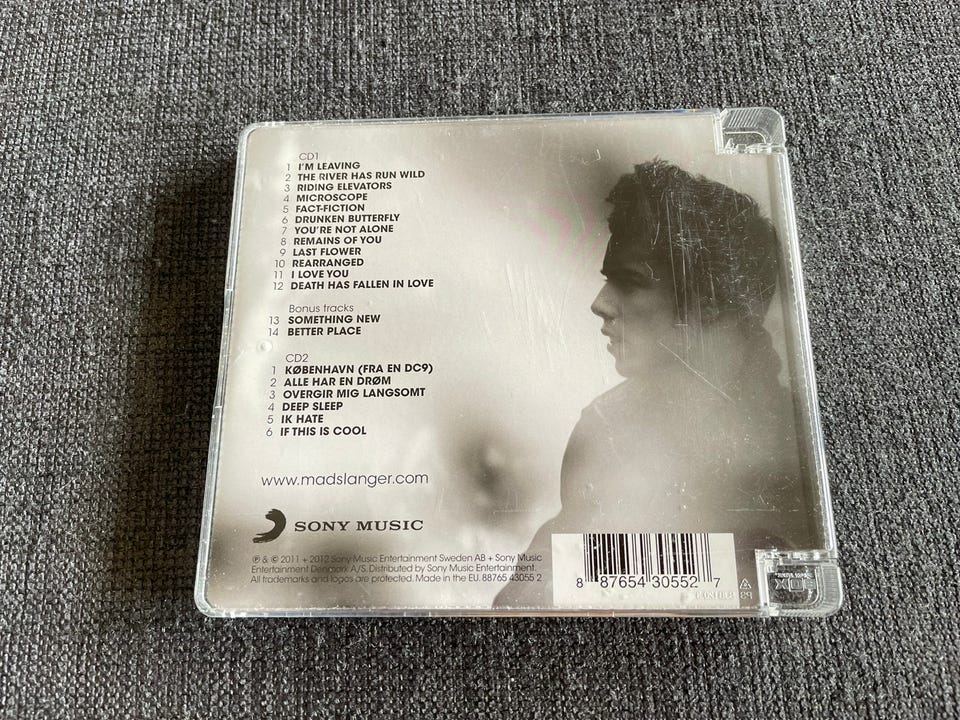 CD1
1 I'M LEAVING
2 THE RIVER HAS RUN WILD
3 RIDING ELEVATORS
4 MICROSCOPE
5 FACT-FICTION
6 DRUNKEN BUTTERFLY
7 YOU'RE NOT ALONE
8 REMAINS OF YOU
9 LAST FLOWER
10 REARRANGED
11 I LOVE YOU
12 DEATH HAS FALLEN IN LOVE
Bonus tracks
13 SOMETHING NEW
14 BETTER PLACE
CD2
1 KØBENHAVN (FRA EN DC9)
2 ALLE HAR EN DRØM
3 OVERGIR MIG LANGSOMT
4 DEEP SLEEP
5 IK HATE
6 IF THIS IS COOL
www.madslanger.com
SONY MUSIC
℗ & © 2011 + 2012 Sony Music Entertainment Sweden AB + Sony Music
Entertainment Denmark A/S. Distributed by Sony Music Entertainment.
All trademarks and logos are protected. Made in the EU. 88765 43055 2
8 87654 30552 7